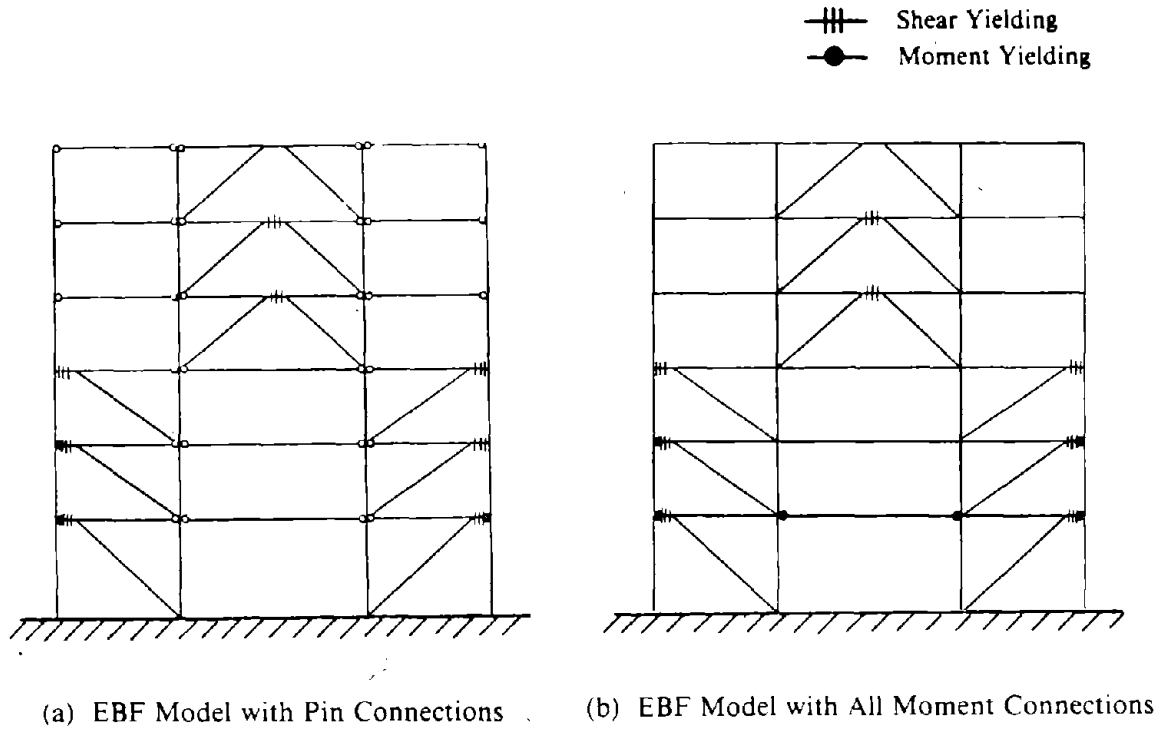 Shear Yielding
Moment Yielding
(a) EBF Model with Pin Connections
(b) EBF Model with All Moment Connections